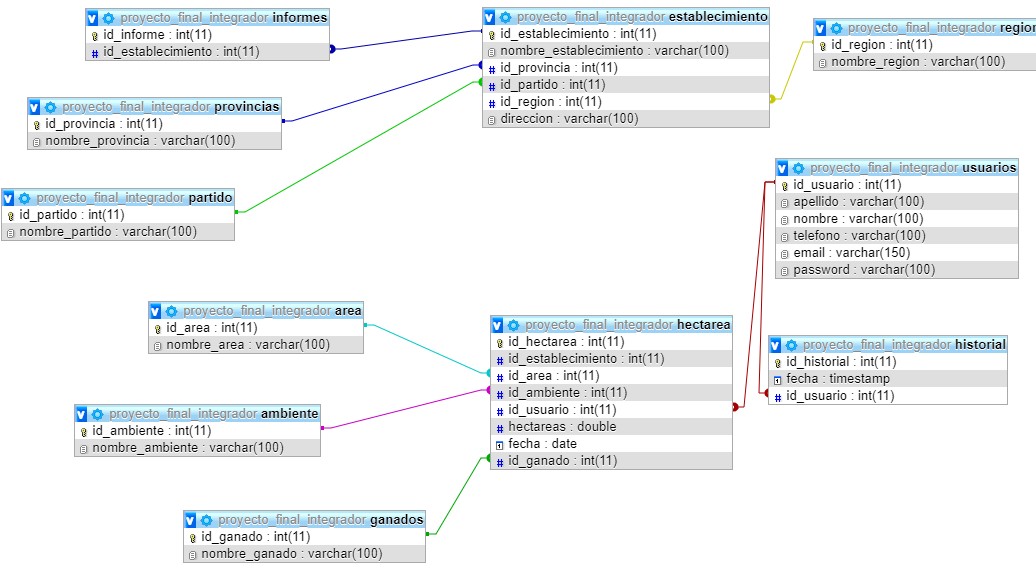 proyecto_final_integrador informes
id_informe : int(11)
id_establecimiento : int(11)
proyecto_final_integrador establecimiento
id_establecimiento : int(11)
nombre_establecimiento : varchar(100)
id_provincia : int(11)
id_partido : int(11)
id_region : int(11)
direccion : varchar(100)
proyecto_final_integrador region
id_region : int(11)
nombre_region : varchar(100)
proyecto_final_integrador provincias
id_provincia : int(11)
nombre_provincia : varchar(100)
proyecto_final_integrador partido
id_partido : int(11)
nombre_partido : varchar(100)
proyecto_final_integrador usuarios
id_usuario : int(11)
apellido : varchar(100)
nombre : varchar(100)
telefono : varchar(100)
email : varchar(150)
password : varchar(100)
proyecto_final_integrador area
id_area : int(11)
nombre_area : varchar(100)
proyecto_final_integrador hectarea
id_hectarea : int(11)
id_establecimiento : int(11)
id_area : int(11)
id_ambiente : int(11)
id_usuario : int(11)
hectareas : double
fecha : date
id_ganado : int(11)
proyecto_final_integrador historial
id_historial : int(11)
fecha : timestamp
id_usuario : int(11)
proyecto_final_integrador ambiente
id_ambiente : int(11)
nombre_ambiente : varchar(100)
proyecto_final_integrador ganados
id_ganado : int(11)
nombre_ganado : varchar(100)